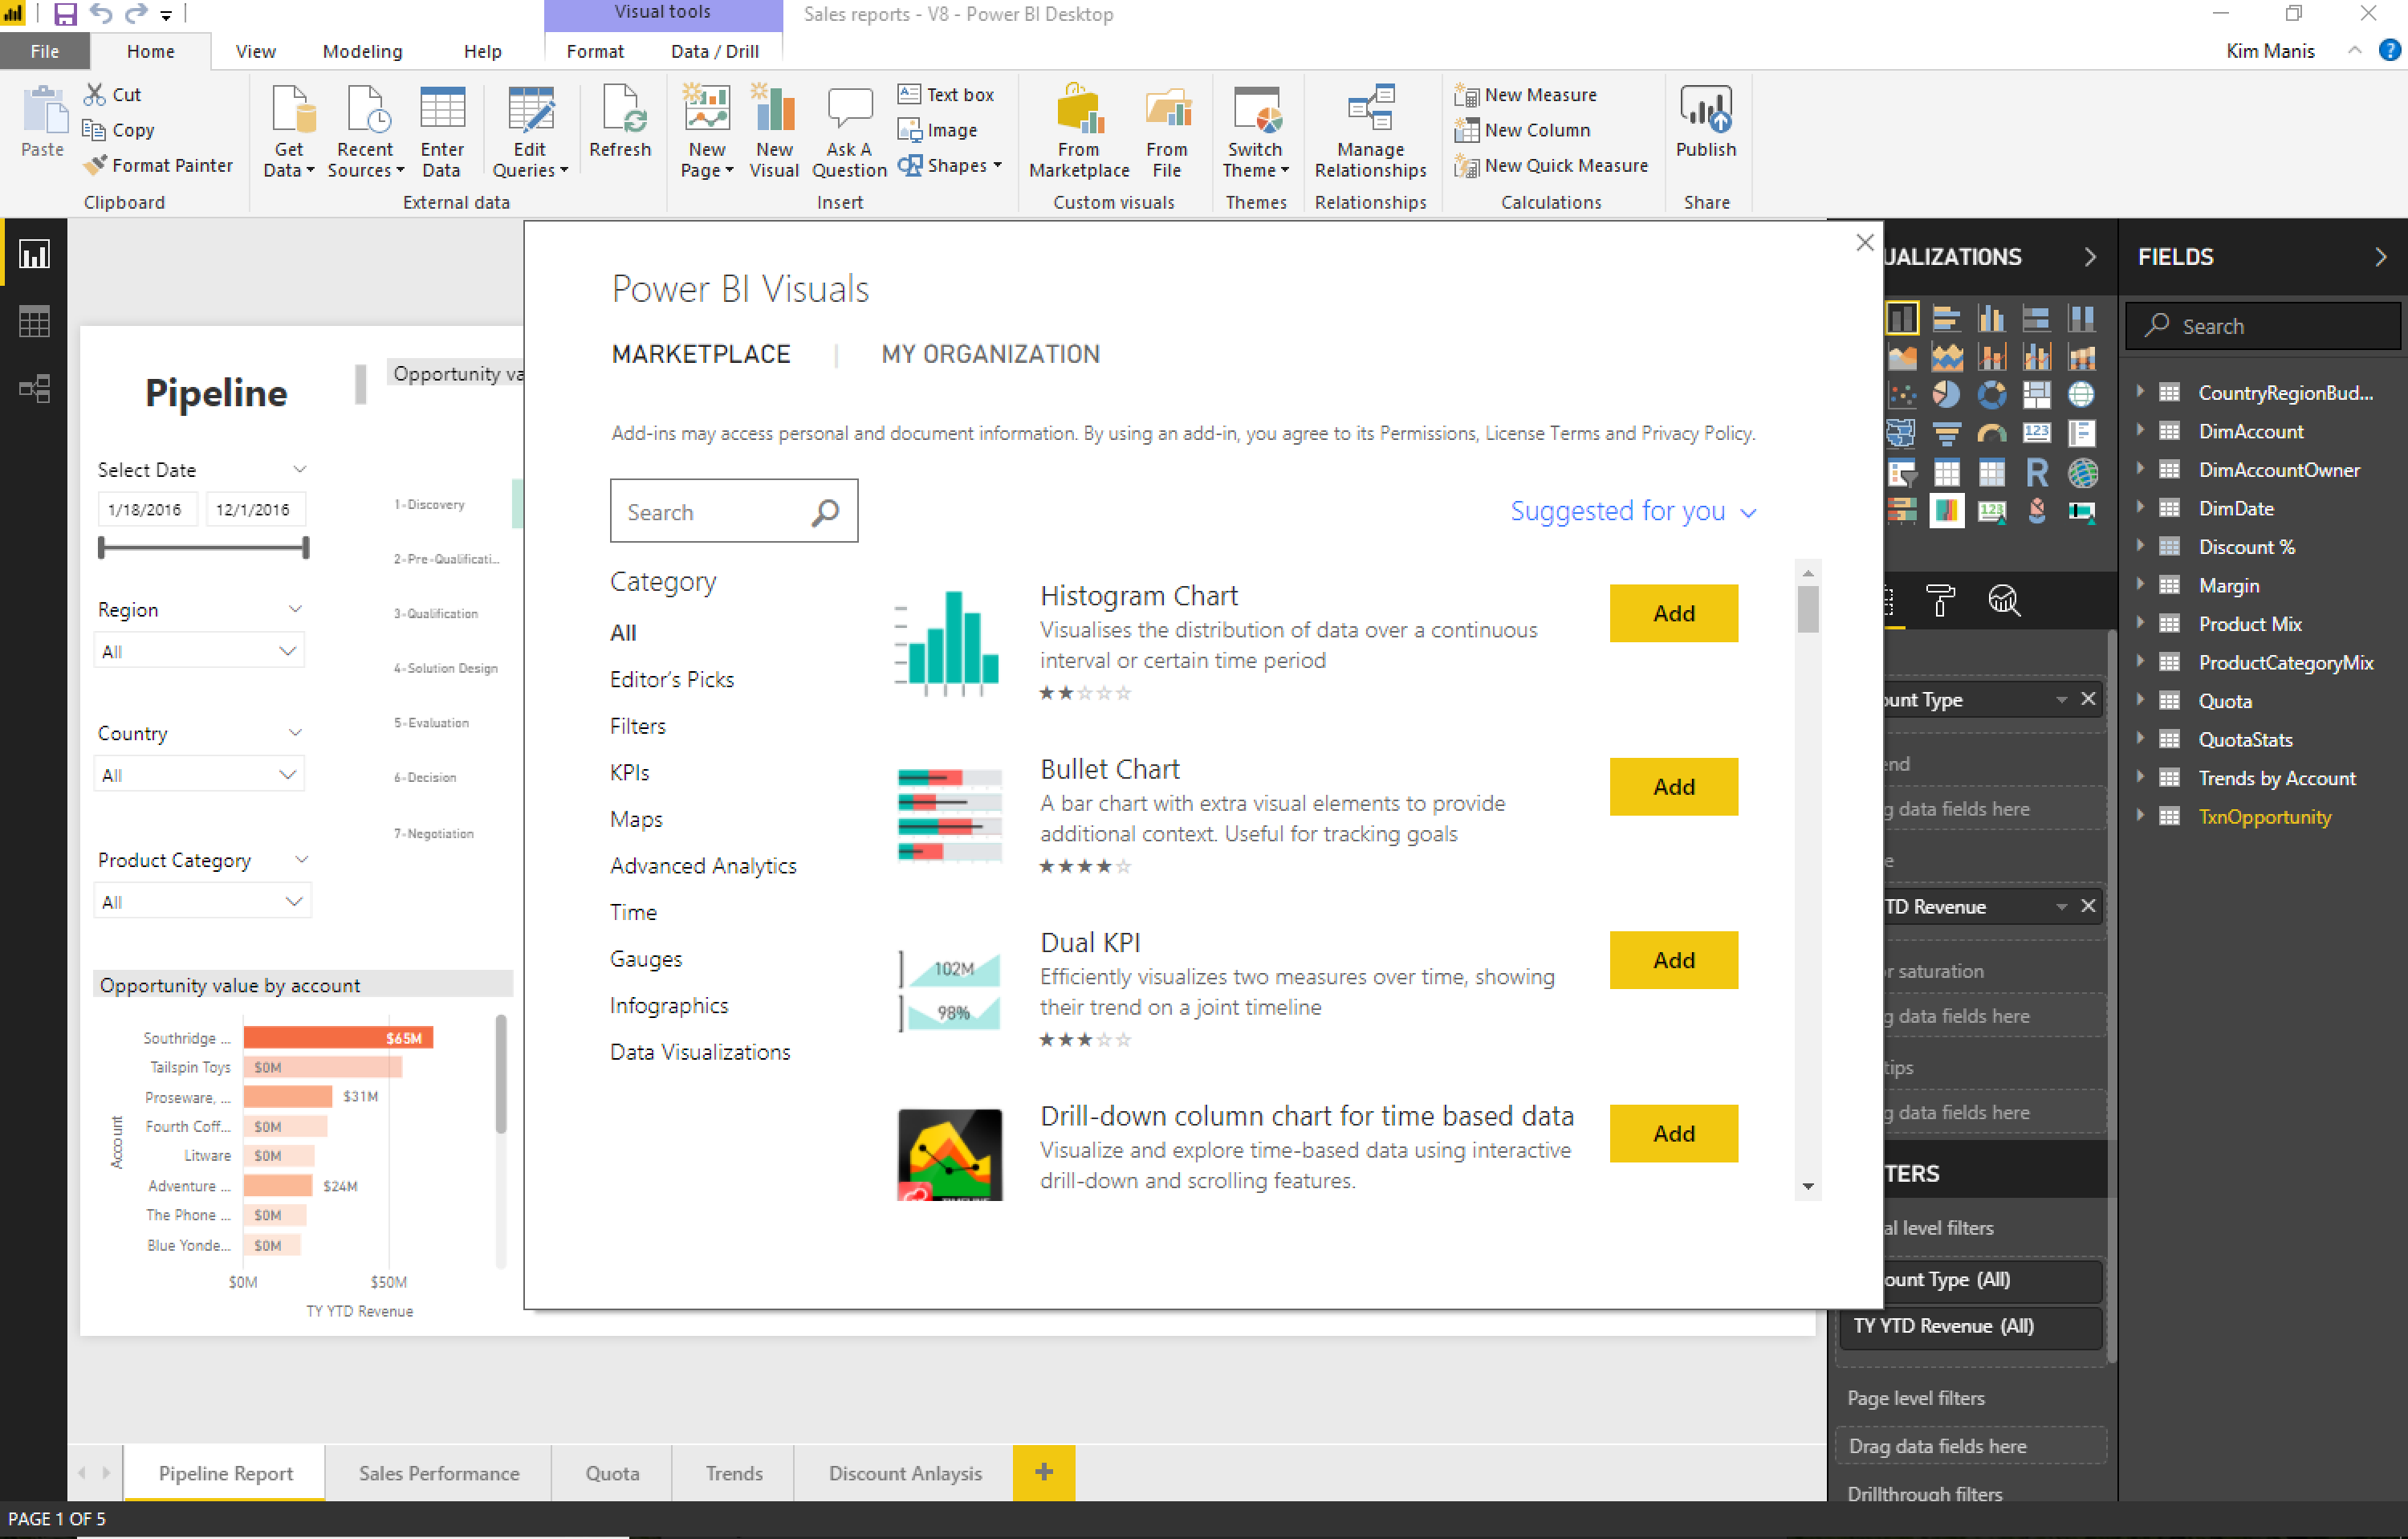 Visual tools
Sales reports - V8 - Power BI Desktop
File
Home
View
Modeling
Help
Format
Data / Drill
Kim Manis
Paste
Cut
Copy
Format Painter
Clipboard
Get Data
Recent Sources
Enter Data
Edit Queries
Refresh
External data
New Page
New Visual
Ask A Question
Text box
Image
Shapes
Insert
From Marketplace
From File
Custom visuals
Switch Theme
Themes
Manage Relationships
Relationships
New Measure
New Column
New Quick Measure
Calculations
Publish
Share
Pipeline
Select Date
1/18/2016
12/1/2016
Region
All
Country
All
Product Category
All
Opportunity va
1-Discovery
2-Pre-Qualificati...
3-Qualification
4-Solution Design
5-Evaluation
6-Decision
7-Negotiation
Opportunity value by account
Account
Southridge ... $65M
Tailspin Toys $0M
Proseware, ... $31M
Fourth Coff... $0M
Litware $0M
Adventure ... $24M
The Phone ... $0M
Blue Yonde... $0M
$0M $50M
TY YTD Revenue
Power BI Visuals
MARKETPLACE | MY ORGANIZATION
Add-ins may access personal and document information. By using an add-in, you agree to its Permissions, License Terms and Privacy Policy.
Search
Suggested for you
Category
All
Editor's Picks
Filters
KPIs
Maps
Advanced Analytics
Time
Gauges
Infographics
Data Visualizations
Histogram Chart
Visualises the distribution of data over a continuous
interval or certain time period
Add
Bullet Chart
A bar chart with extra visual elements to provide
additional context. Useful for tracking goals
Add
102M
98%
Dual KPI
Efficiently visualizes two measures over time, showing
their trend on a joint timeline
Add
Drill-down column chart for time based data
Visualize and explore time-based data using interactive
drill-down and scrolling features.
Add
UALIZATIONS
123
R
123
ount Type
end
g data fields here
e
TD Revenue
r saturation
g data fields here
tips
g data fields here
TERS
al level filters
ount Type (All)
TY YTD Revenue (All)
Page level filters
Drag data fields here
Drillthrough filters
FIELDS
Search
CountryRegionBud...
DimAccount
DimAccountOwner
DimDate
Discount %
Margin
Product Mix
ProductCategoryMix
Quota
QuotaStats
Trends by Account
TxnOpportunity
Pipeline Report
Sales Performance
Quota
Trends
Discount Anlaysis
+
PAGE 1 OF 5